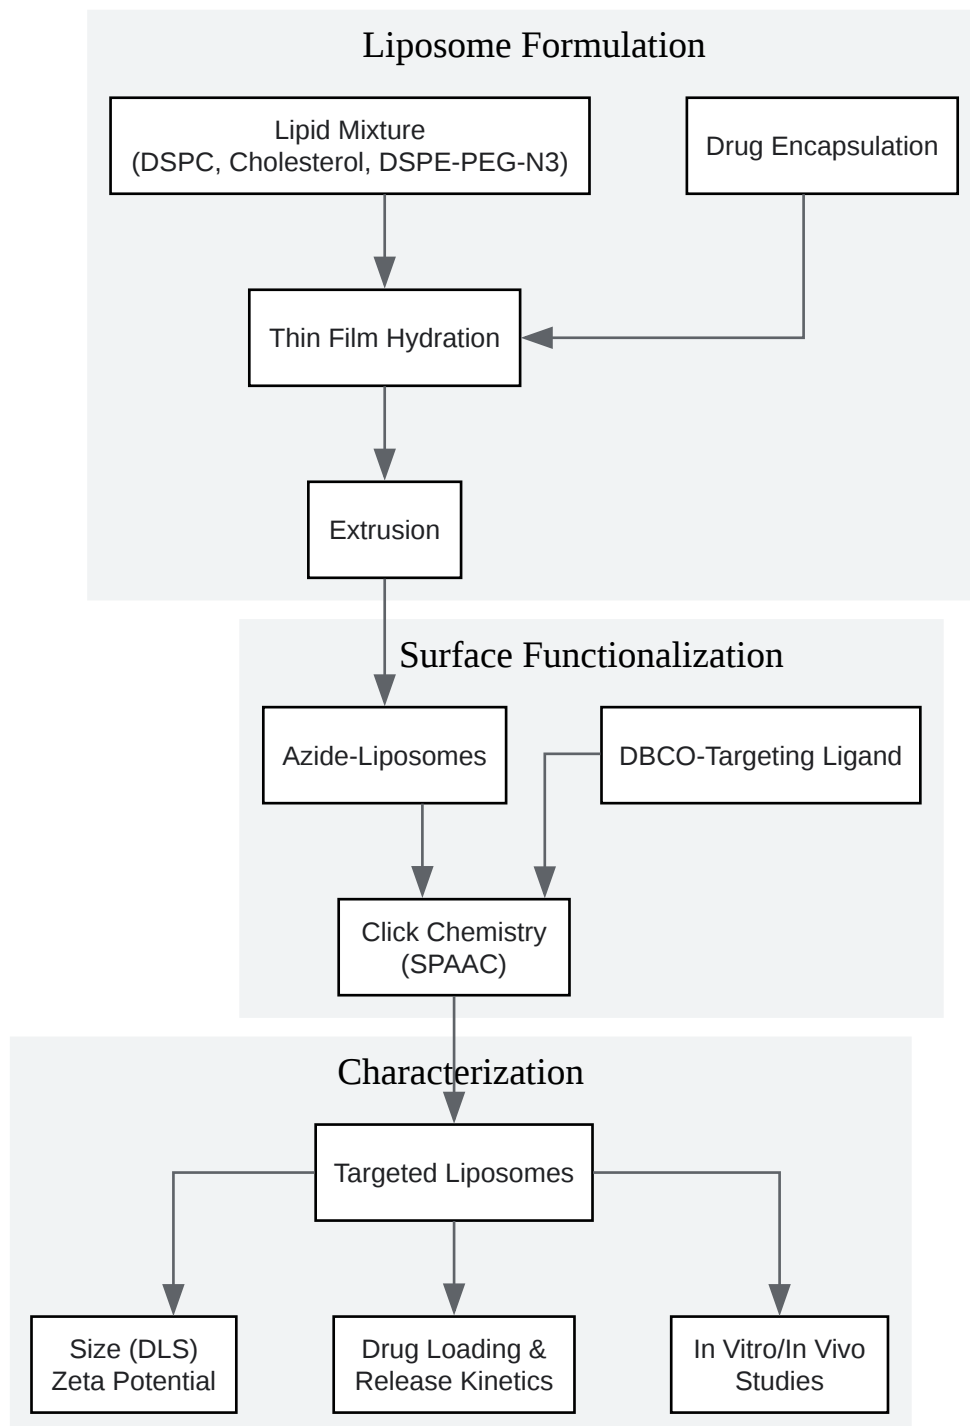 Liposome Formulation
Lipid Mixture
(DSPC, Cholesterol, DSPE-PEG-N3)
Drug Encapsulation
Thin Film Hydration
Extrusion
Surface Functionalization
Azide-Liposomes
DBCO-Targeting Ligand
Click Chemistry
(SPAAC)
Characterization
Targeted Liposomes
Size (DLS)
Zeta Potential
Drug Loading &
Release Kinetics
In Vitro/In Vivo
Studies